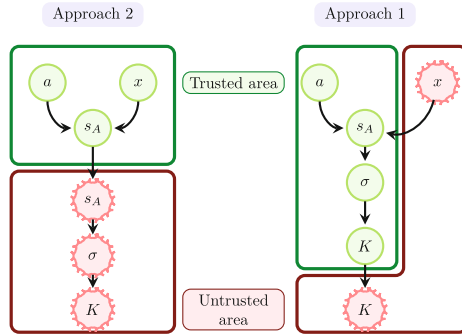 Approach 2
Approach 1
a
x
Trusted area
a
x
s_A
s_A
s_A
σ
σ
K
K
Untrusted
area
K